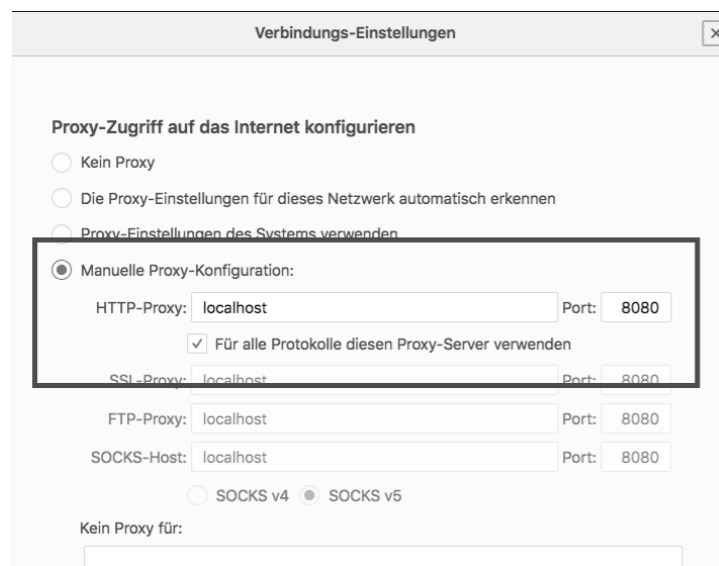 Verbindungs-Einstellungen
Proxy-Zugriff auf das Internet konfigurieren
Kein Proxy
Die Proxy-Einstellungen für dieses Netzwerk automatisch erkennen
Proxy-Einstellungen des Systems verwenden
Manuelle Proxy-Konfiguration:
HTTP-Proxy: localhost Port: 8080
Für alle Protokolle diesen Proxy-Server verwenden
SSL-Proxy: localhost Port: 8080
FTP-Proxy: localhost Port: 8080
SOCKS-Host: localhost Port: 8080
SOCKS v4 SOCKS v5
Kein Proxy für: